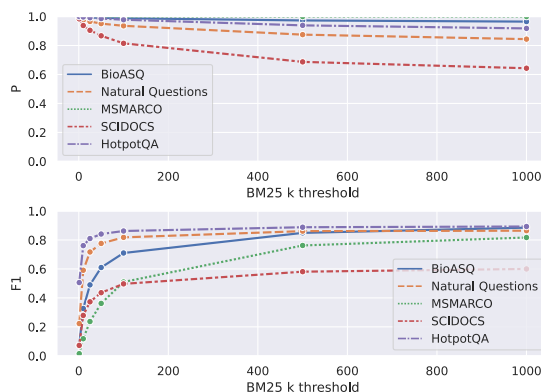 1.0
0.8
0.6
0.4
0.2
0.0
P
BioASQ
Natural Questions
MSMARCO
SCIDOCS
HotpotQA
0 200 400 600 800 1000
BM25 k threshold
1.0
0.8
0.6
0.4
0.2
0.0
F1
BioASQ
Natural Questions
MSMARCO
SCIDOCS
HotpotQA
0 200 400 600 800 1000
BM25 k threshold